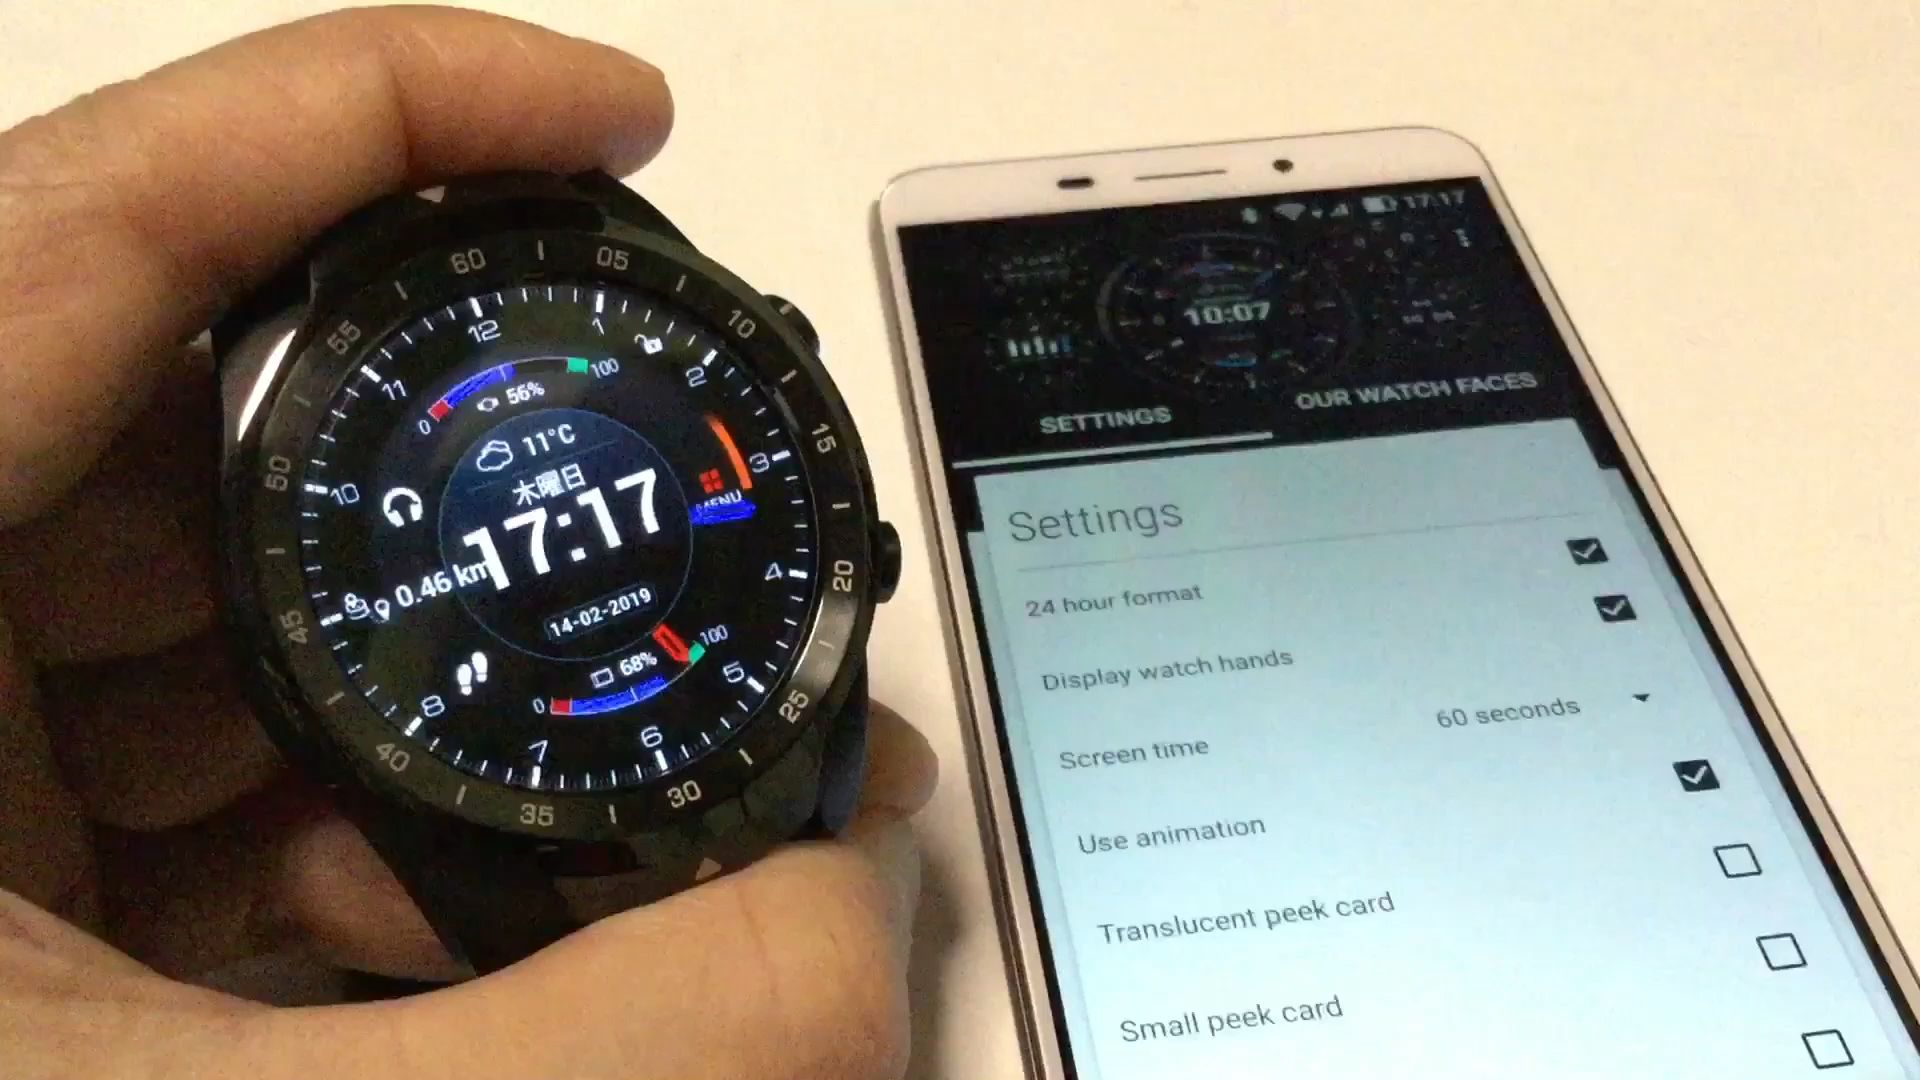 60
05
10
15
20
25
30
35
40
45
50
55
12
1
2
3
4
5
6
7
8
10
11
0
100
56%
11°C
木曜日
17:17
MENU
0.46 km
14-02-2019
68%
0
100
17:17
10:07
SETTINGS
OUR WATCH FACES
Settings
24 hour format
Display watch hands
Screen time
60 seconds
Use animation
Translucent peek card
Small peek card